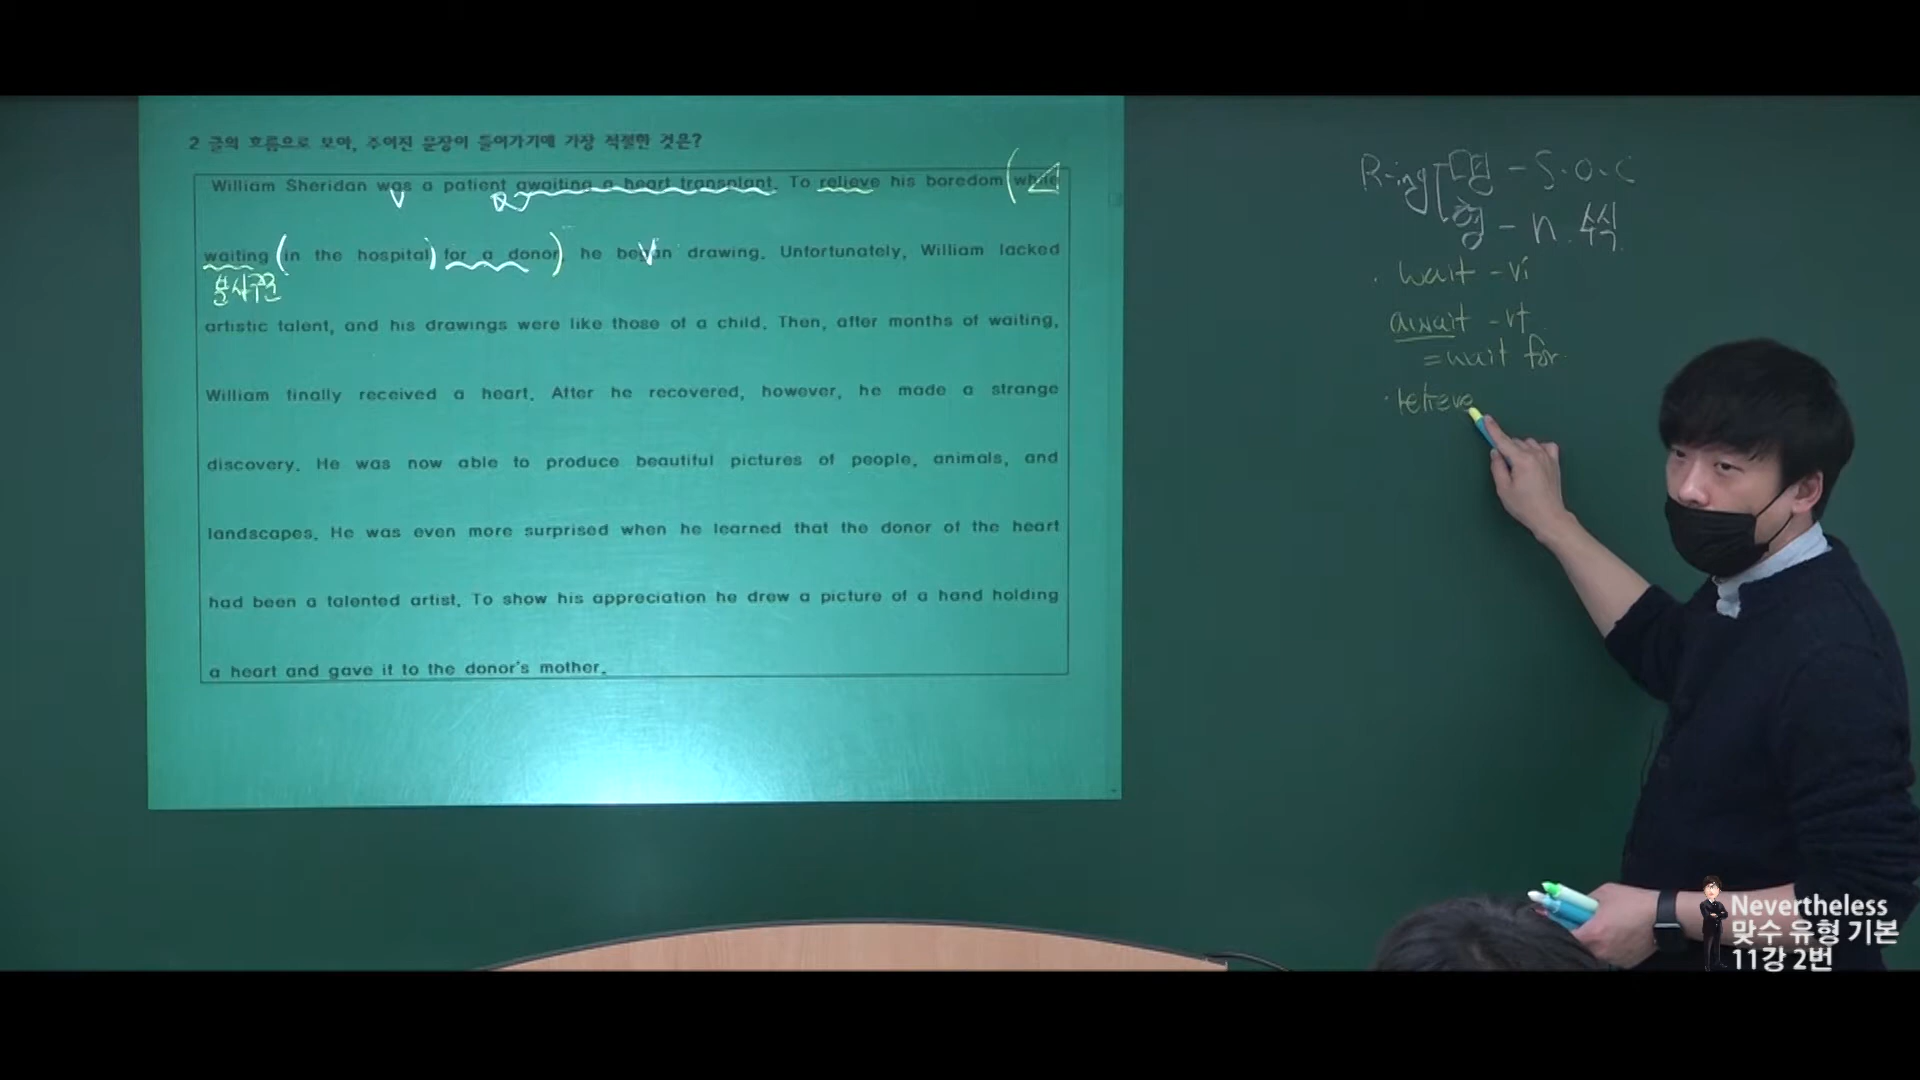 2 글의 흐름으로 보아, 주어진 문장이 들어가기에 가장 적절한 것은?
William Sheridan was a patient awaiting a heart transplant. To relieve his boredom (while
waiting (in the hospital) for a donor) he began drawing. Unfortunately, William lacked
분사구문
artistic talent, and his drawings were like those of a child. Then, after months of waiting,
William finally received a heart. After he recovered, however, he made a strange
discovery. He was now able to produce beautiful pictures of people, animals, and
landscapes. He was even more surprised when he learned that the donor of the heart
had been a talented artist. To show his appreciation he drew a picture of a hand holding
a heart and gave it to the donor's mother.
R-ing 명 - S.O.C
형 - n. 수식
· wait - vi
await - vt
= wait for
· relieve
Nevertheless
맞수 유형 기본
11강 2번